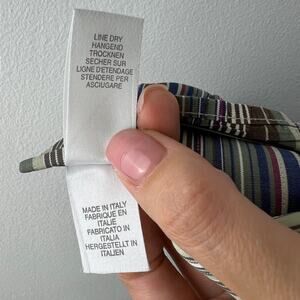 LINE DRY
HÄNGEND
TROCKNEN
SECHER SUR
LIGNE D'ETENDAGE
STENDERE PER
ASCIUGARE
MADE IN ITALY
FABRIQUE EN
ITALIE
FABRICATO IN
ITALIA
HERGESTELLT IN
ITALIEN